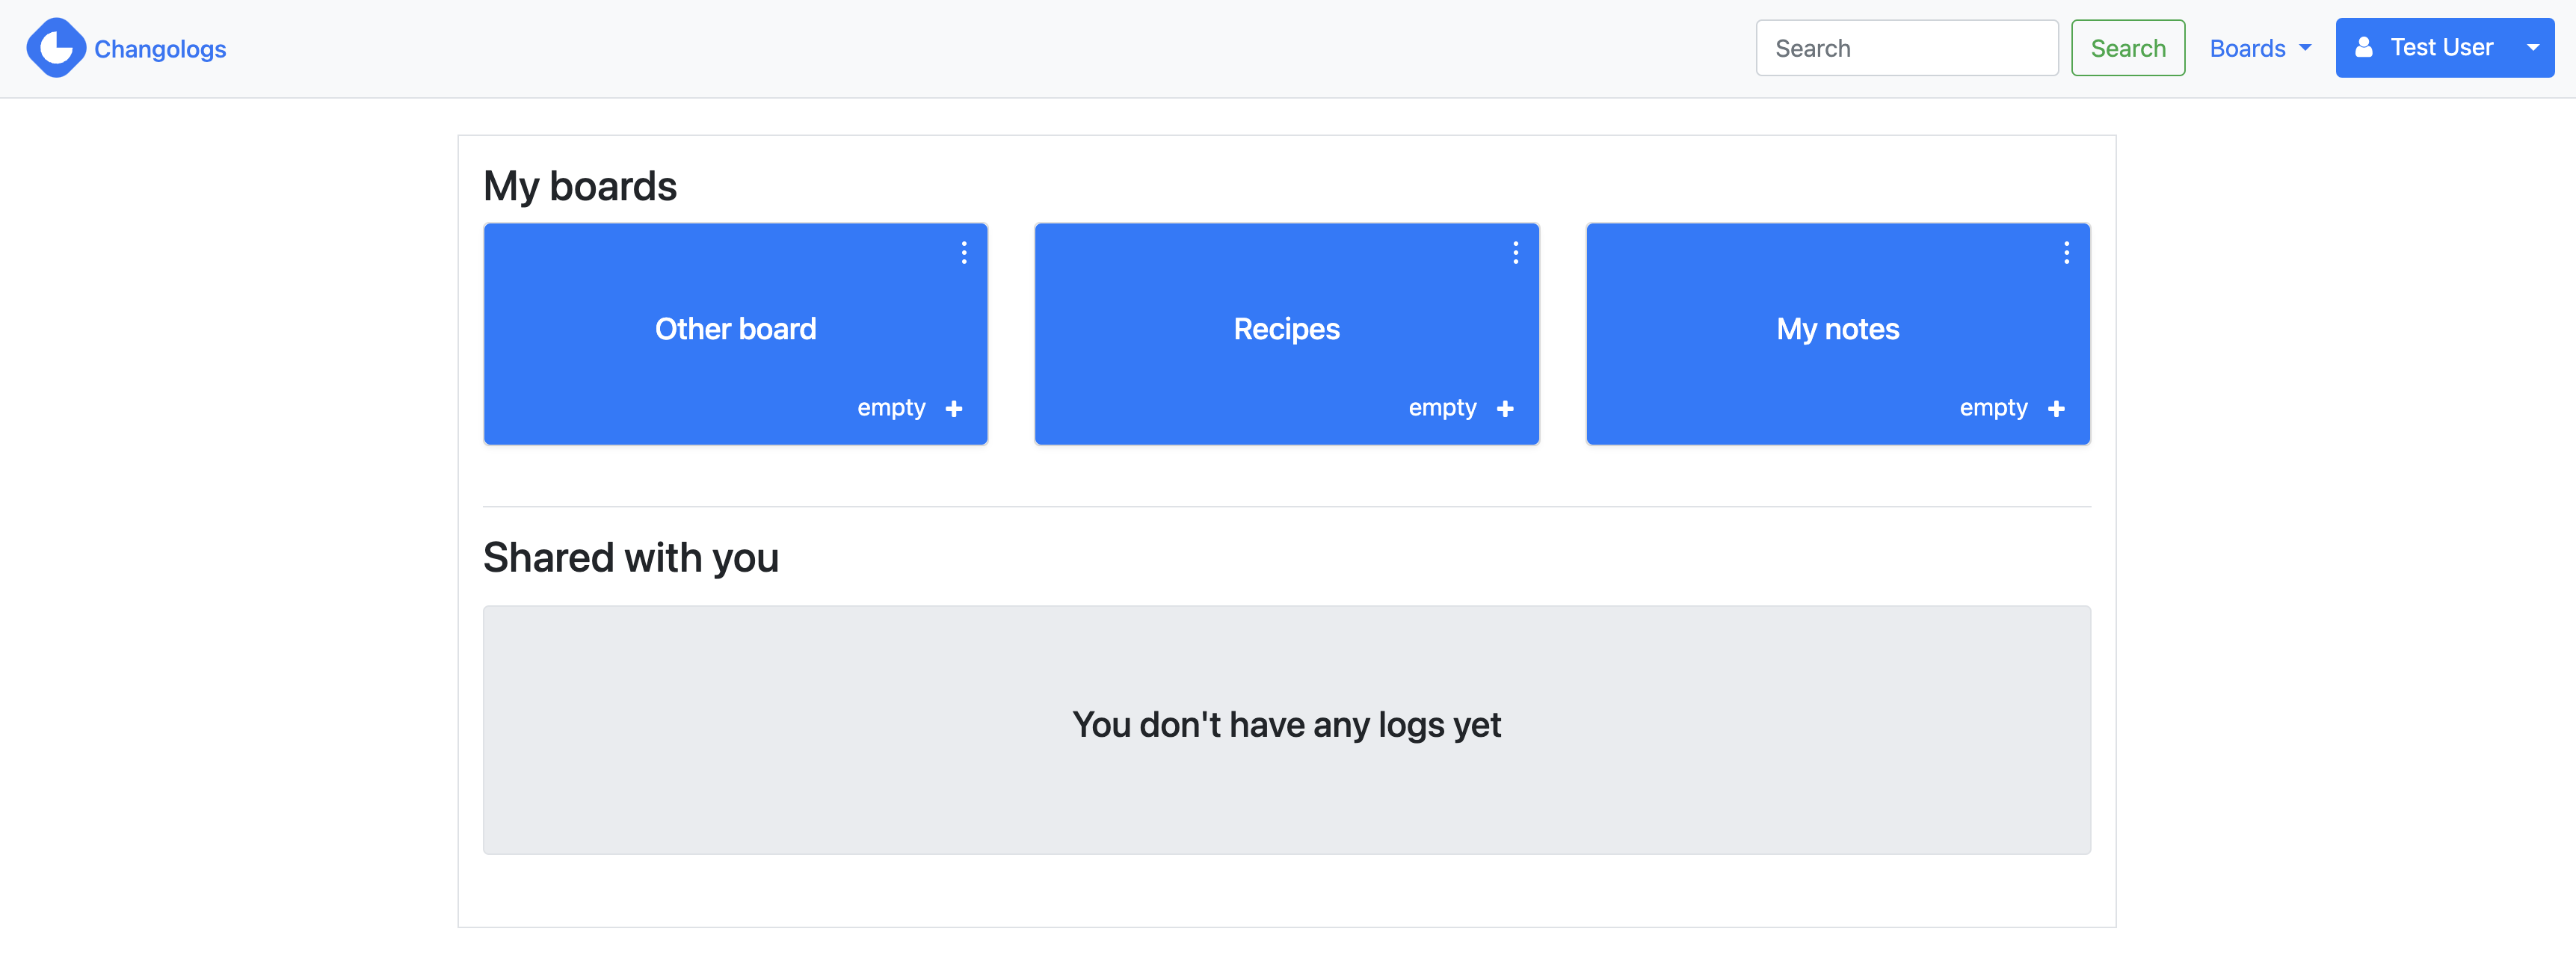 Changologs
Search
Search
Boards
Test User
My boards
Other board
empty
Recipes
empty
My notes
empty
Shared with you
You don't have any logs yet